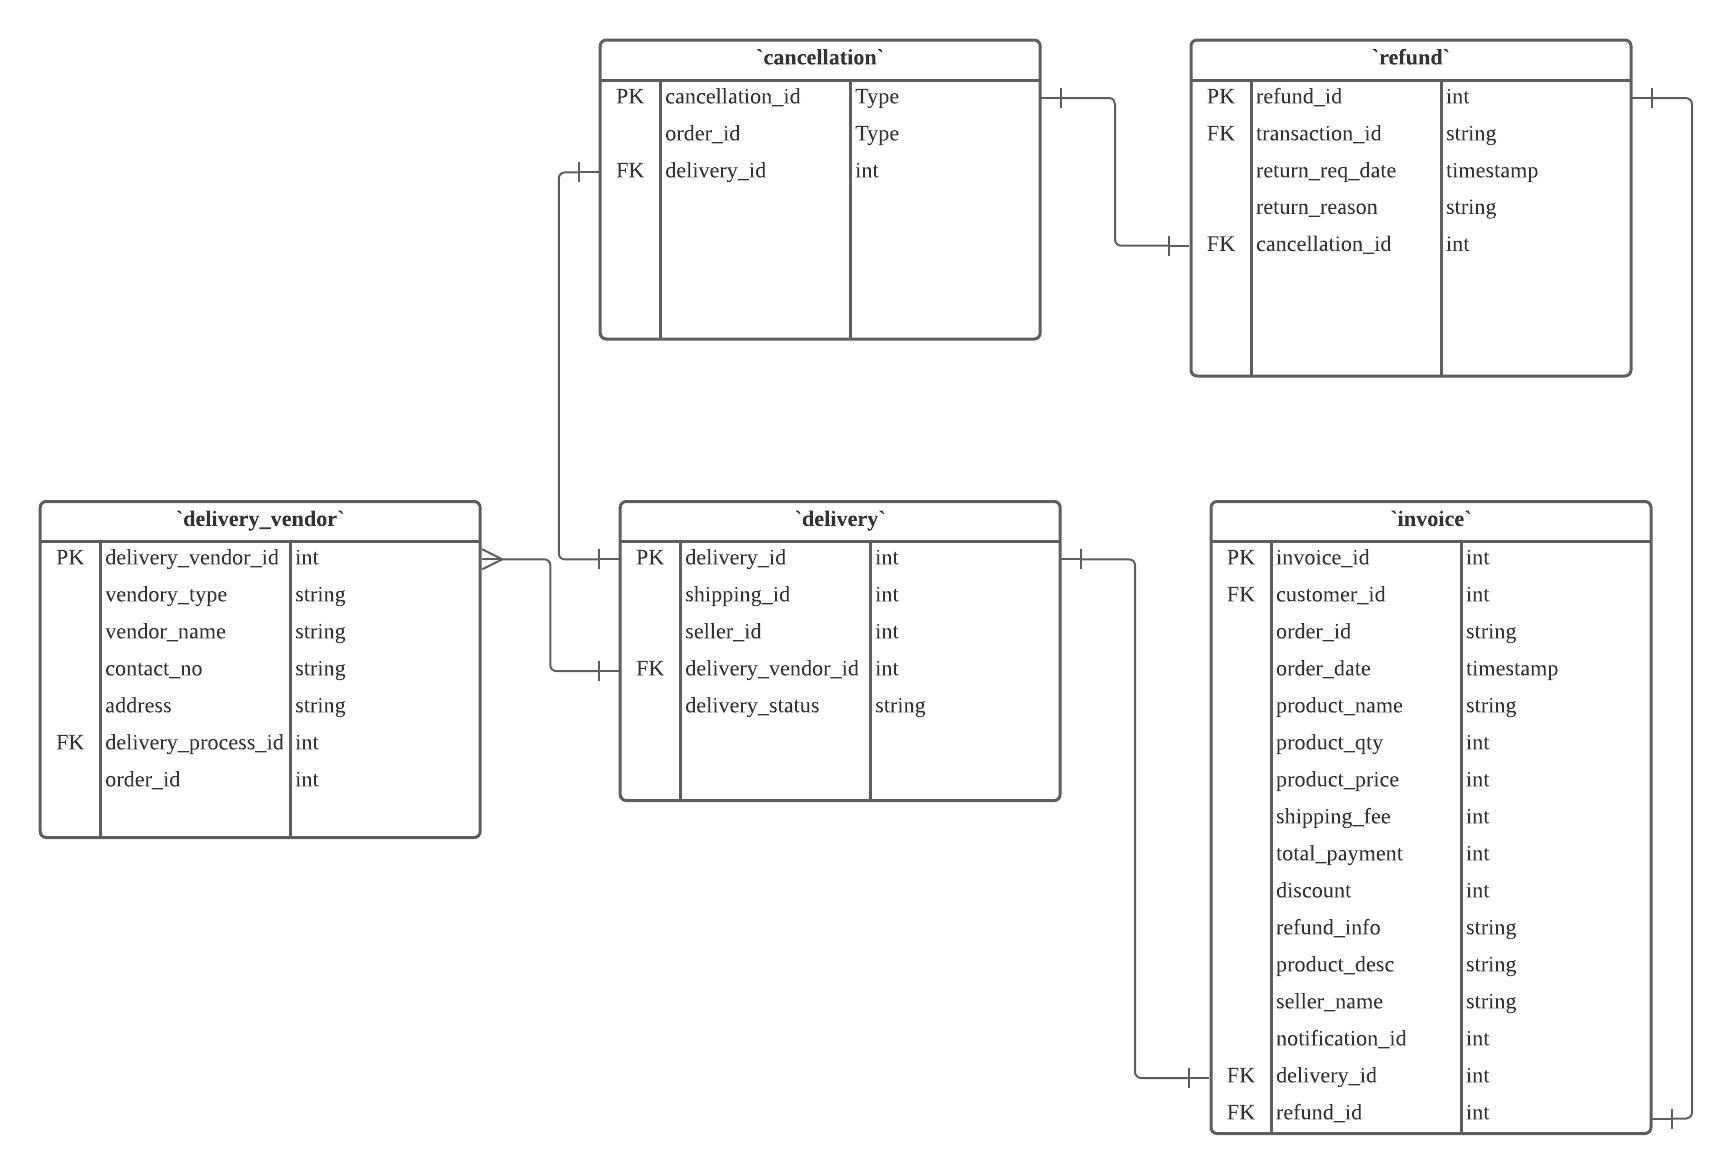 `cancellation`
PK cancellation_id Type
order_id Type
FK delivery_id int
`refund`
PK refund_id int
FK transaction_id string
return_req_date timestamp
return_reason string
FK cancellation_id int
`delivery_vendor`
PK delivery_vendor_id int
vendory_type string
vendor_name string
contact_no string
address string
FK delivery_process_id int
order_id int
`delivery`
PK delivery_id int
shipping_id int
seller_id int
FK delivery_vendor_id int
delivery_status string
`invoice`
PK invoice_id int
FK customer_id int
order_id string
order_date timestamp
product_name string
product_qty int
product_price int
shipping_fee int
total_payment int
discount int
refund_info string
product_desc string
seller_name string
notification_id int
FK delivery_id int
FK refund_id int